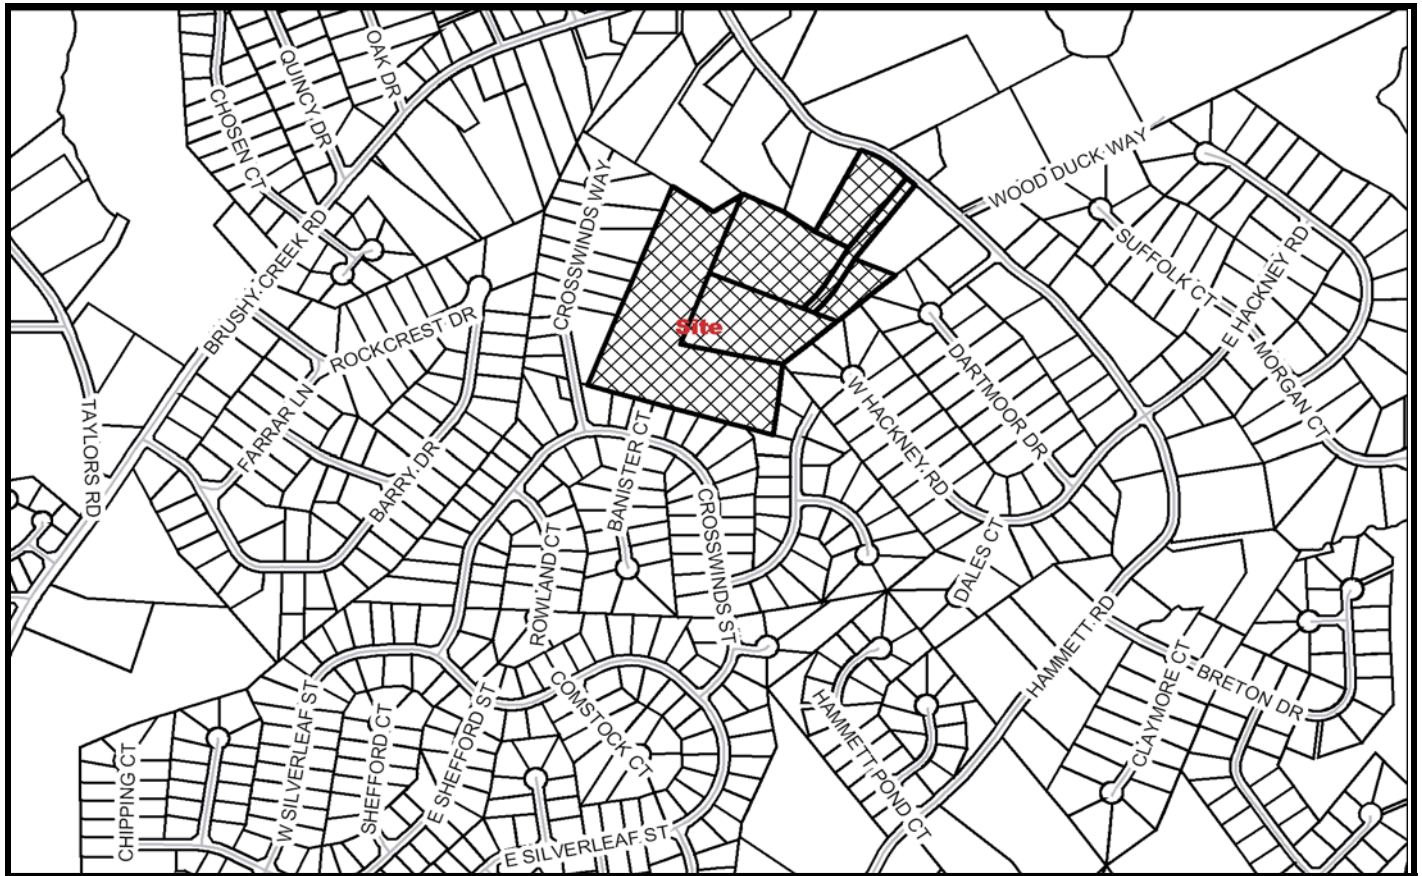 OAK DR
QUINCY DR
CHOSEN CT
WOOD DUCK WAY
CROSSWINDS WAY
BRUSHY CREEK RD
SUFFOLK CT
E HACKNEY RD
Site
ROCKCREST DR
DARTMOOR DR
MORGAN CT
FARRAR LN
TAYLORS RD
W HACKNEY RD
BARRY DR
BANISTER CT
CROSSWINDS ST
ROWLAND CT
DALES CT
HAMMETT RD
CLAYMORE CT
BRETON DR
COMSTOCK CT
W SILVERLEAF ST
SHEFFORD CT
E SHEFFORD ST
HAMMETT POND CT
CHIPPING CT
E SILVERLEAF ST